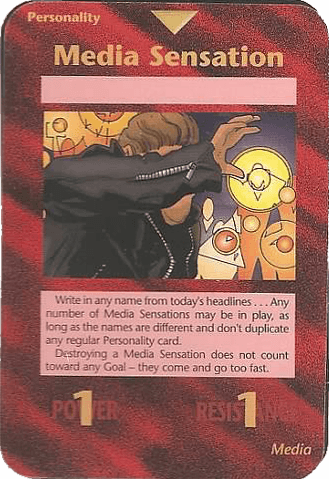 Personality
Media Sensation
Write in any name from today's headlines . . . Any
number of Media Sensations may be in play, as
long as the names are different and don't duplicate
any regular Personality card.
Destroying a Media Sensation does not count
toward any Goal – they come and go too fast.
POWER 1 RESISTANCE 1
Media